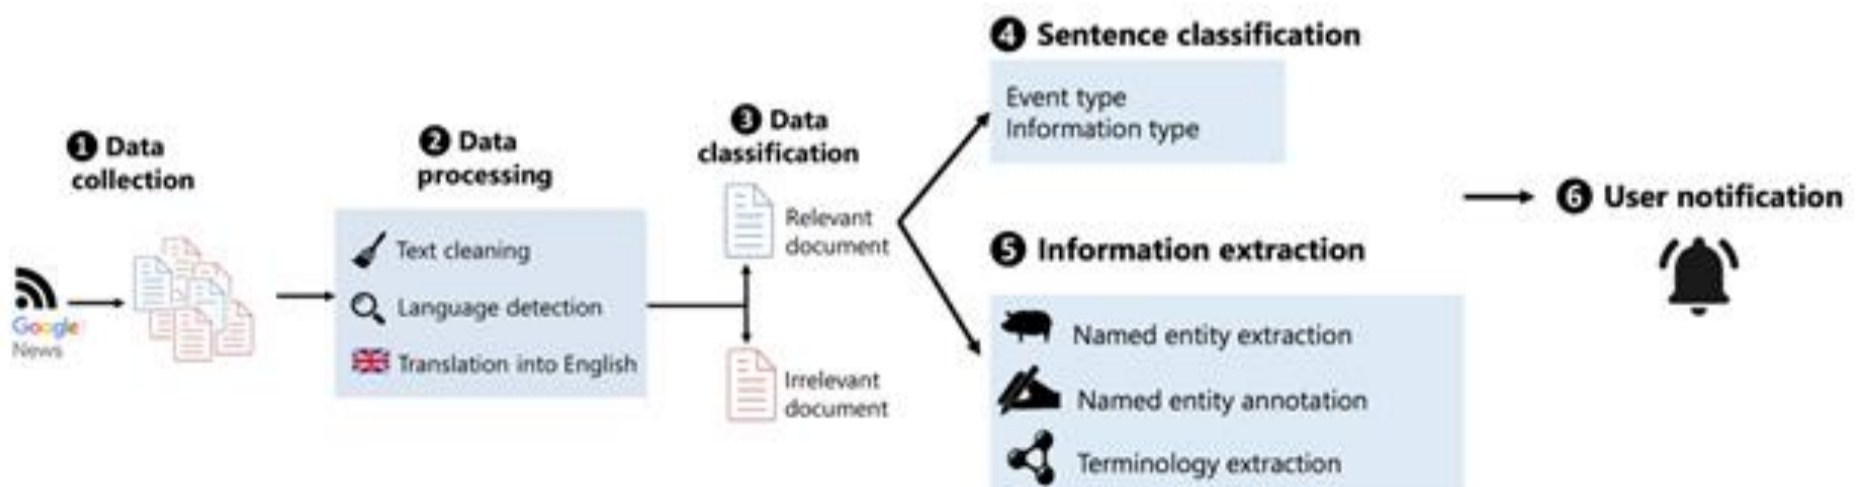 ❶ Data
collection
Google
News
❷ Data
processing
Text cleaning
Language detection
Translation into English
❸ Data
classification
Relevant
document
Irrelevant
document
❹ Sentence classification
Event type
Information type
❺ Information extraction
Named entity extraction
Named entity annotation
Terminology extraction
❻ User notification